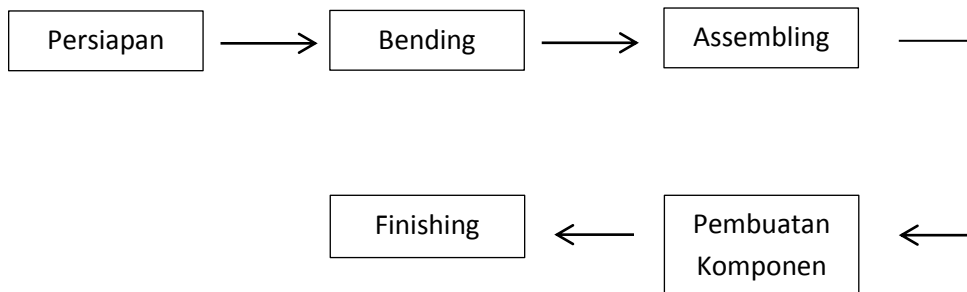 Persiapan
Bending
Assembling
Pembuatan
Komponen
Finishing